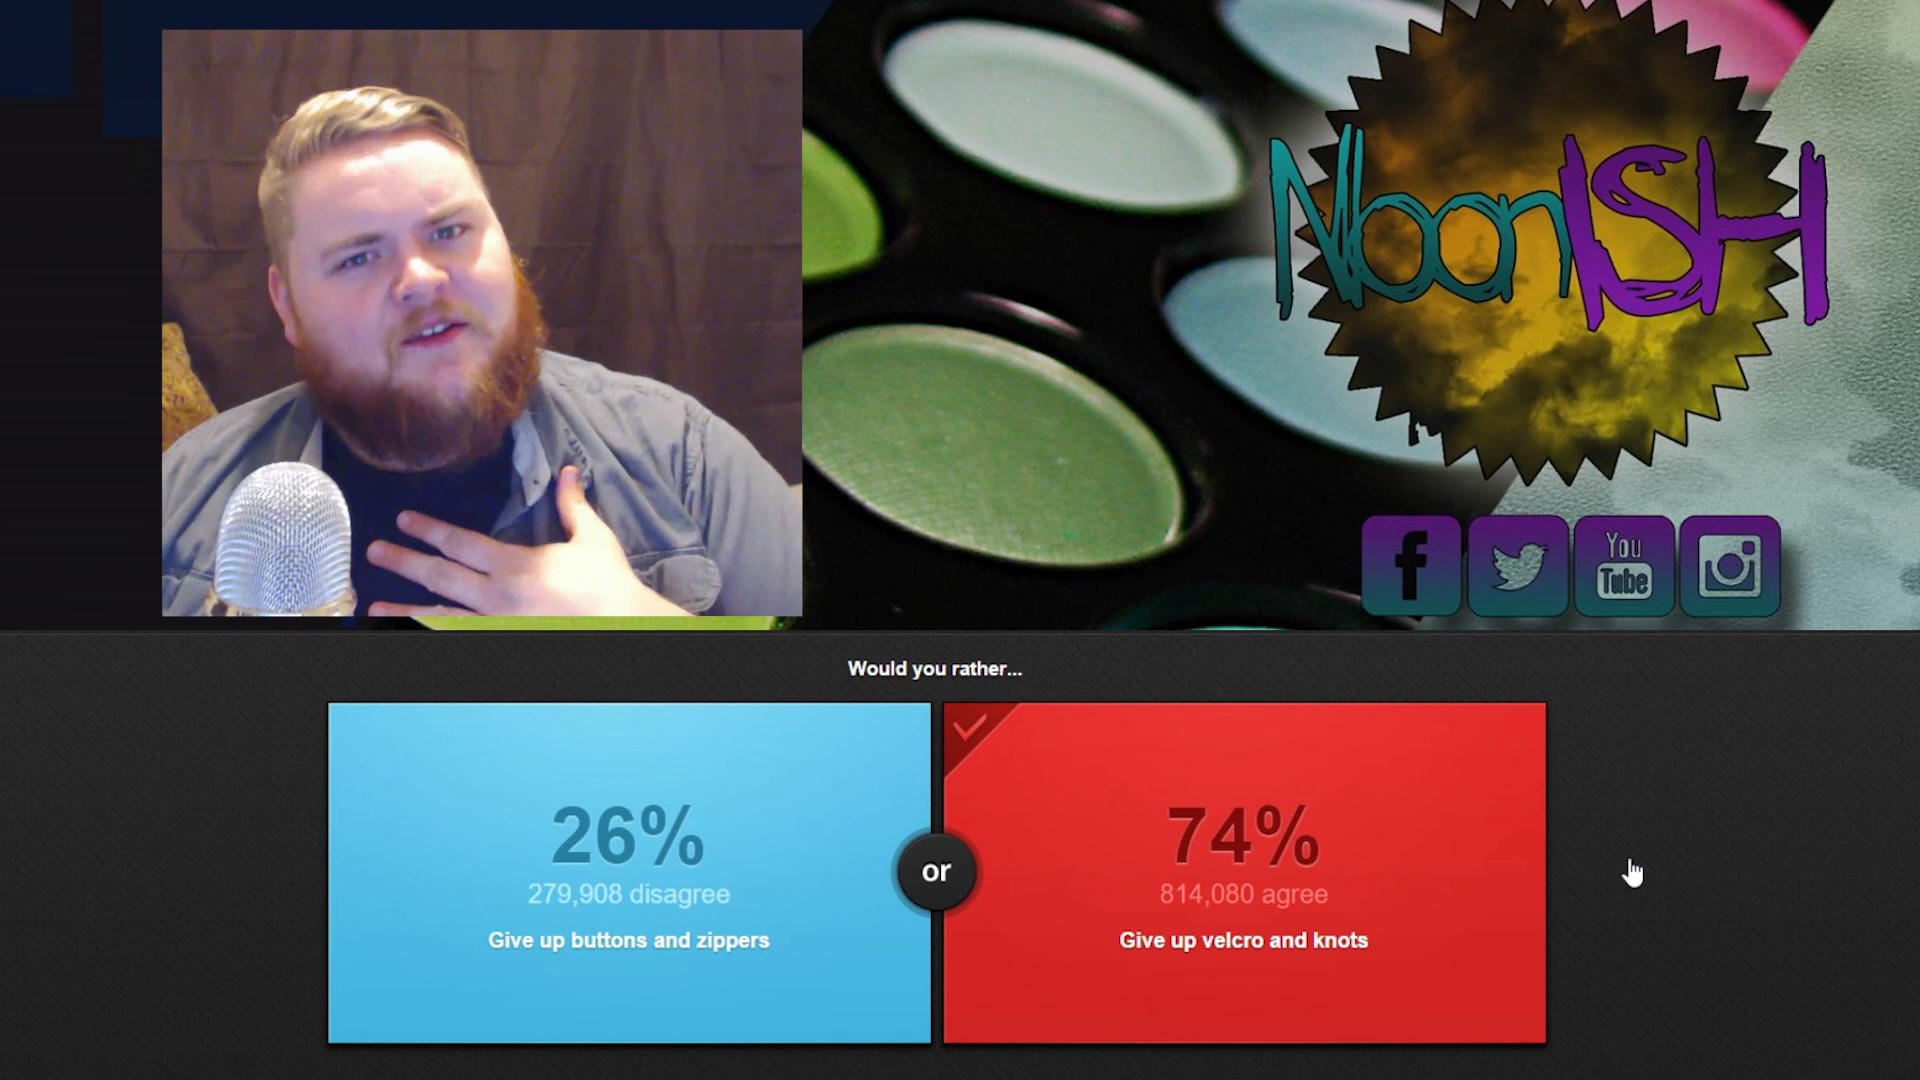 NoonISH
f
You
Tube
Would you rather...
26%
279,908 disagree
Give up buttons and zippers
or
74%
814,080 agree
Give up velcro and knots